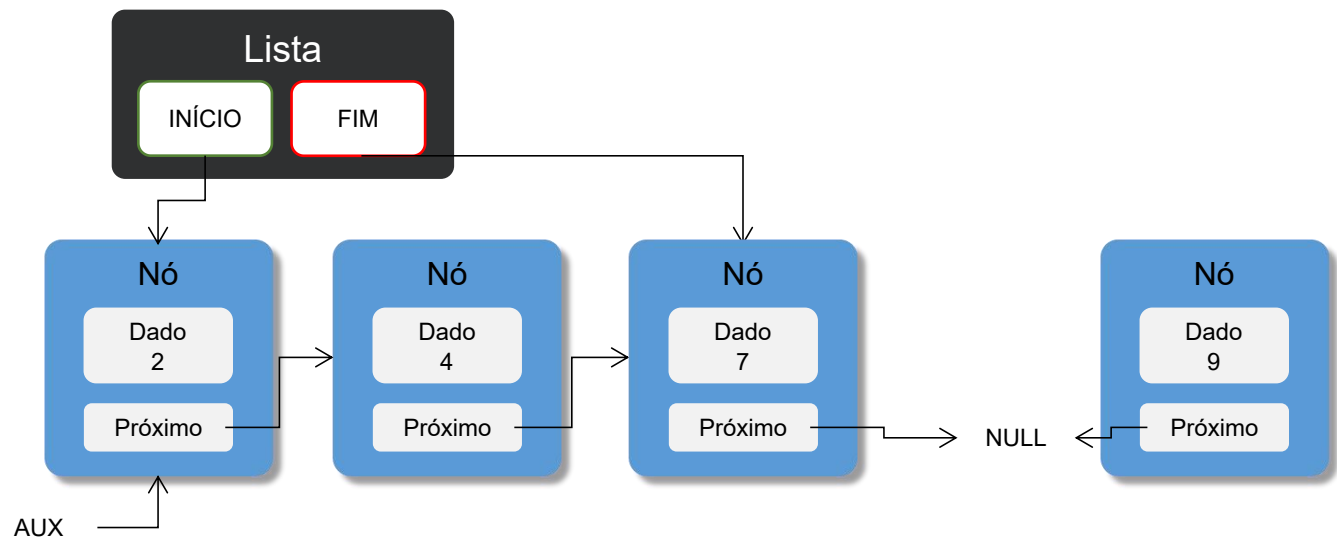 Lista
INÍCIO
FIM
Nó
Dado
2
Próximo
Nó
Dado
4
Próximo
Nó
Dado
7
Próximo
NULL
Nó
Dado
9
Próximo
AUX